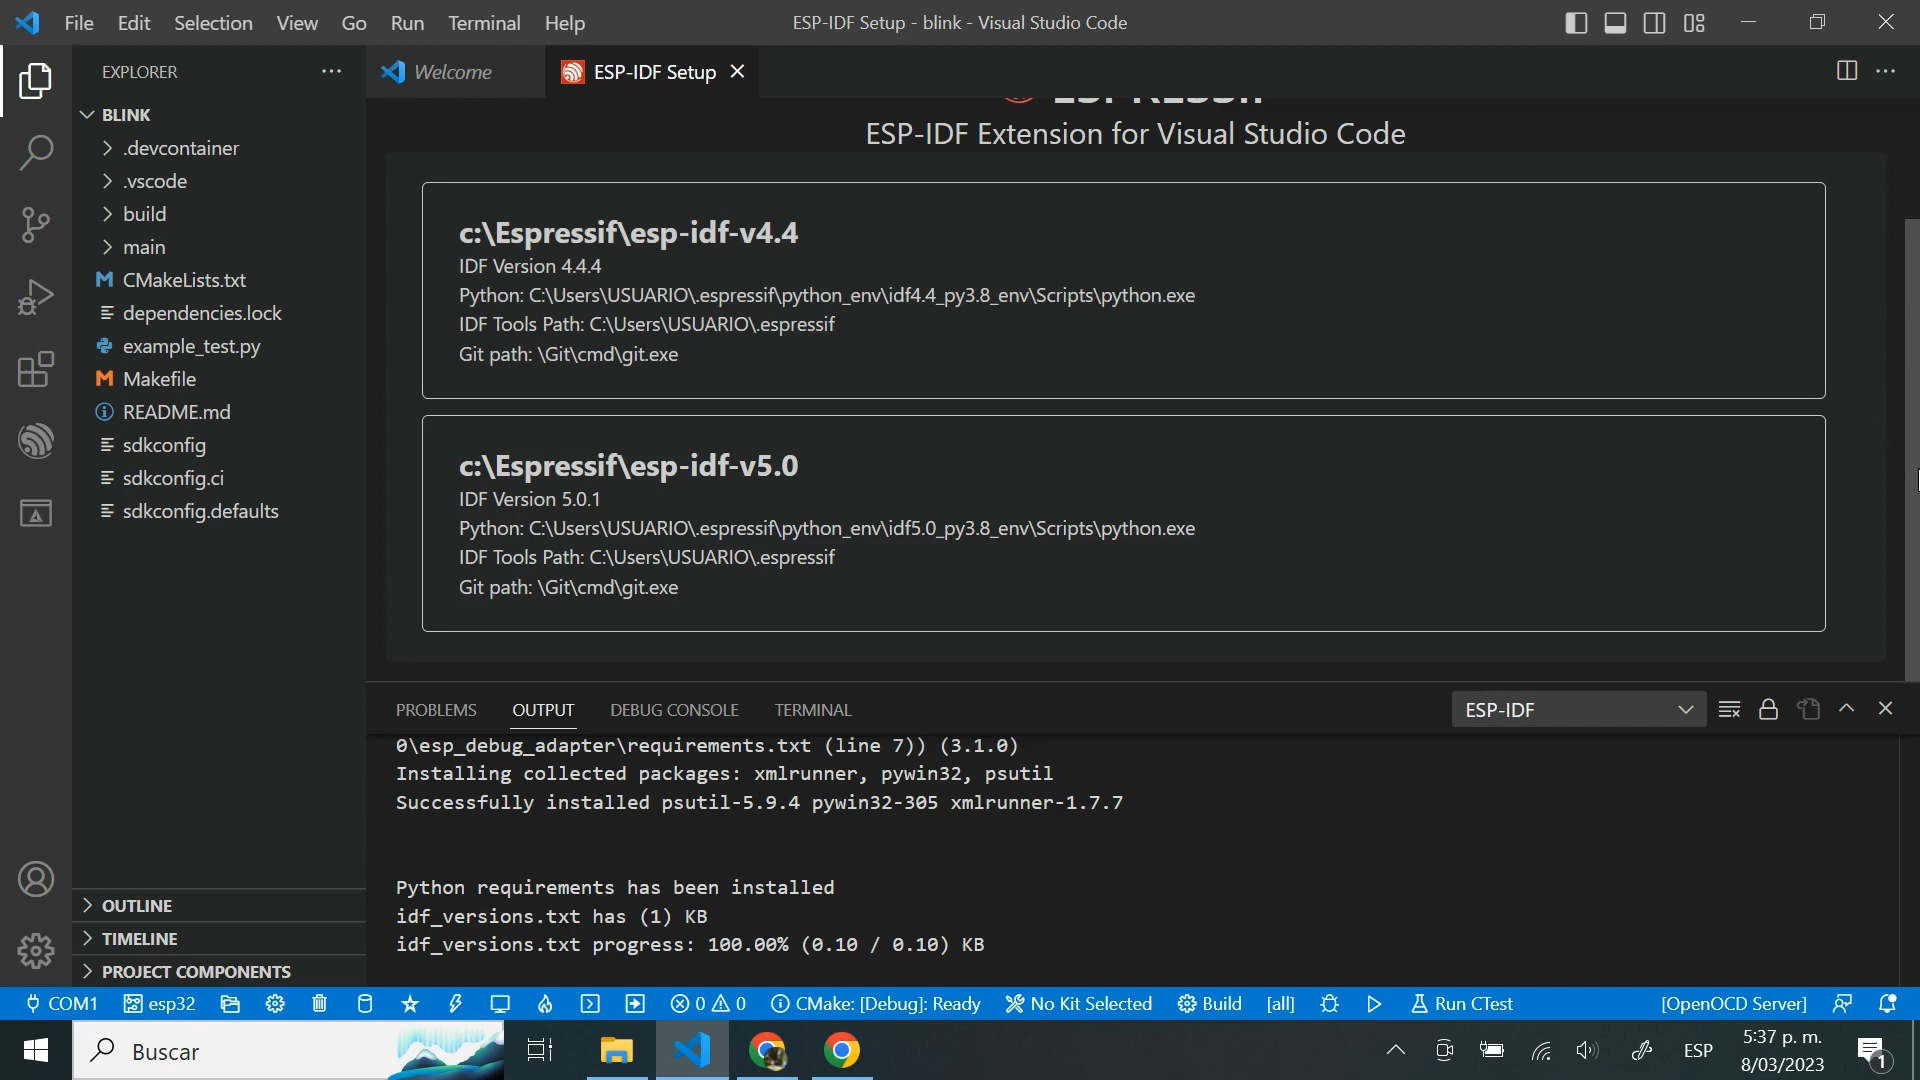 File Edit Selection View Go Run Terminal Help
ESP-IDF Setup - blink - Visual Studio Code
EXPLORER
Welcome
ESP-IDF Setup
BLINK
.devcontainer
.vscode
build
main
CMakeLists.txt
dependencies.lock
example_test.py
Makefile
README.md
sdkconfig
sdkconfig.ci
sdkconfig.defaults
OUTLINE
TIMELINE
PROJECT COMPONENTS
ESPRESSIF
ESP-IDF Extension for Visual Studio Code
c:\Espressif\esp-idf-v4.4
IDF Version 4.4.4
Python: C:\Users\USUARIO\.espressif\python_env\idf4.4_py3.8_env\Scripts\python.exe
IDF Tools Path: C:\Users\USUARIO\.espressif
Git path: \Git\cmd\git.exe
c:\Espressif\esp-idf-v5.0
IDF Version 5.0.1
Python: C:\Users\USUARIO\.espressif\python_env\idf5.0_py3.8_env\Scripts\python.exe
IDF Tools Path: C:\Users\USUARIO\.espressif
Git path: \Git\cmd\git.exe
PROBLEMS OUTPUT DEBUG CONSOLE TERMINAL
ESP-IDF
0\esp_debug_adapter\requirements.txt (line 7)) (3.1.0)
Installing collected packages: xmlrunner, pywin32, psutil
Successfully installed psutil-5.9.4 pywin32-305 xmlrunner-1.7.7
Python requirements has been installed
idf_versions.txt has (1) KB
idf_versions.txt progress: 100.00% (0.10 / 0.10) KB
COM1 esp32 0 0 CMake: [Debug]: Ready No Kit Selected Build [all] Run CTest [OpenOCD Server]
Buscar
ESP
5:37 p. m.
8/03/2023
1